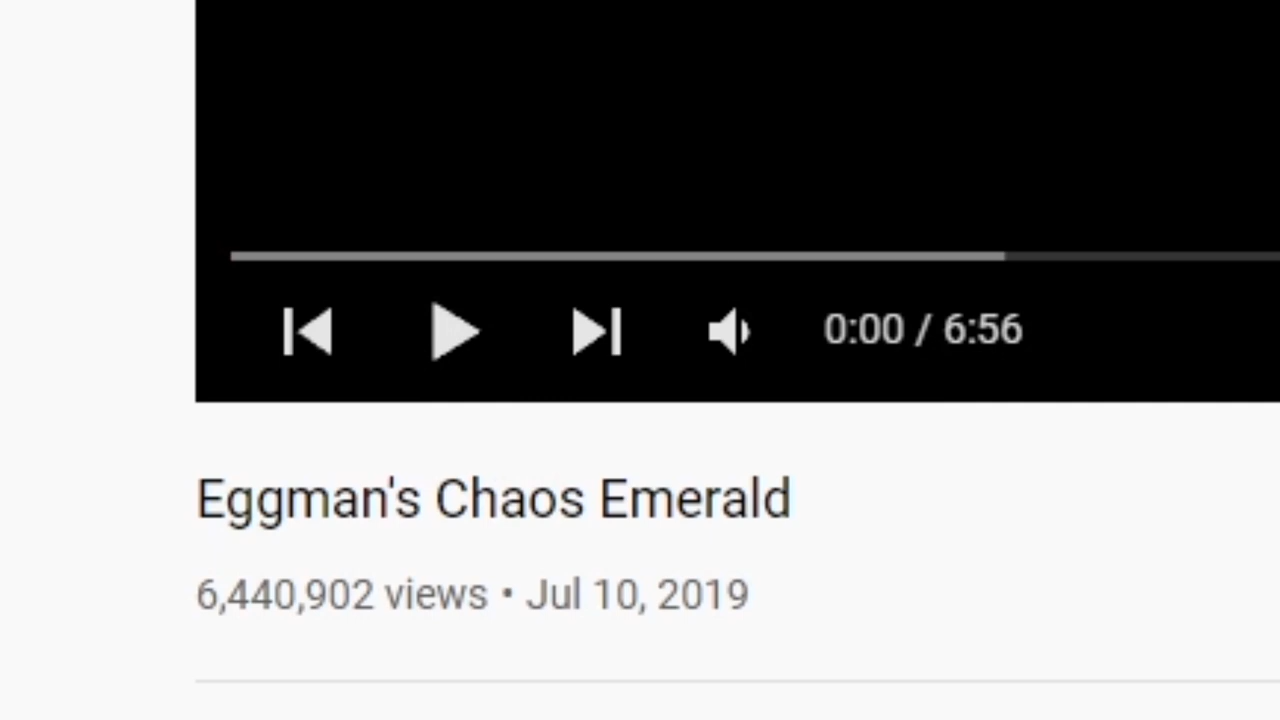 0:00 / 6:56
Eggman's Chaos Emerald
6,440,902 views • Jul 10, 2019